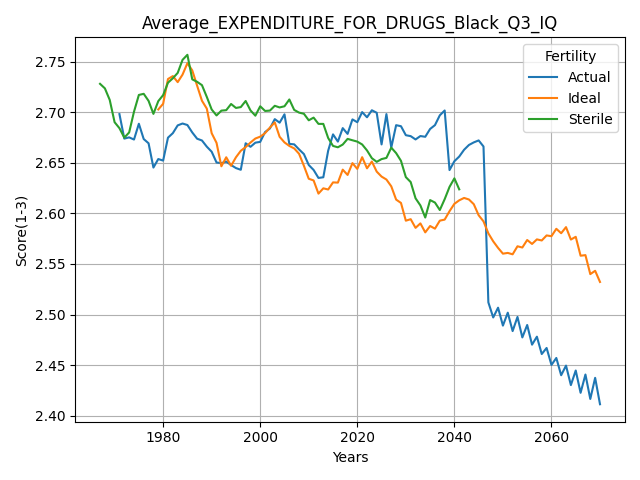 Average_EXPENDITURE_FOR_DRUGS_Black_Q3_IQ
Fertility
Actual
Ideal
Sterile
Score(1-3)
2.75
2.70
2.65
2.60
2.55
2.50
2.45
2.40
1980 2000 2020 2040 2060
Years